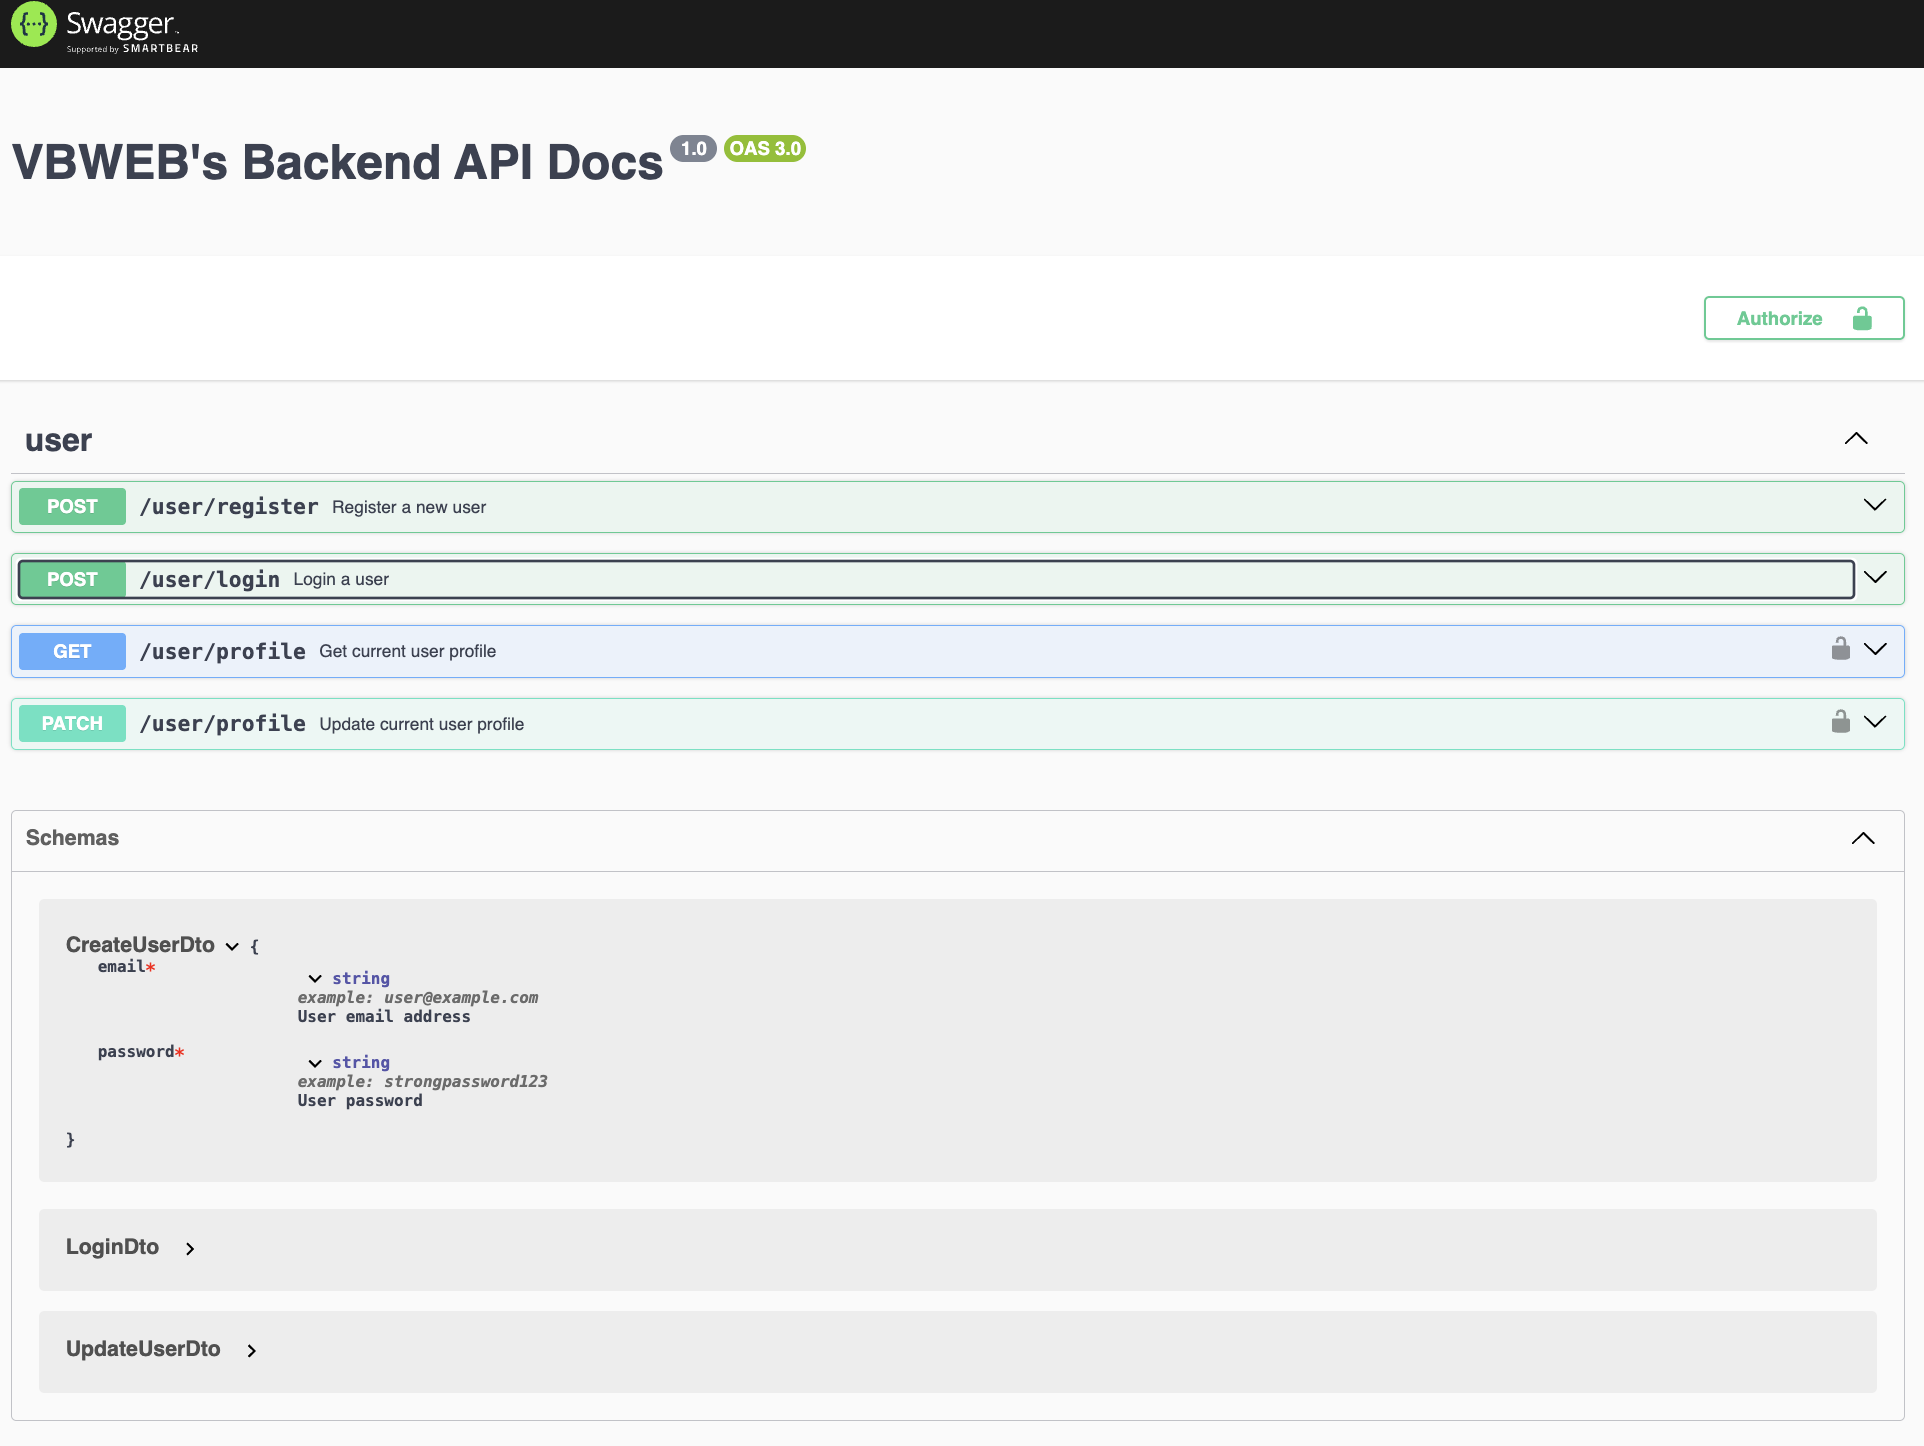 {···} Swagger™
Supported by SMARTBEAR
VBWEB's Backend API Docs 1.0 OAS 3.0
Authorize
user
POST /user/register Register a new user
POST /user/login Login a user
GET /user/profile Get current user profile
PATCH /user/profile Update current user profile
Schemas
CreateUserDto {
email*
string
example: user@example.com
User email address
password*
string
example: strongpassword123
User password
}
LoginDto
UpdateUserDto